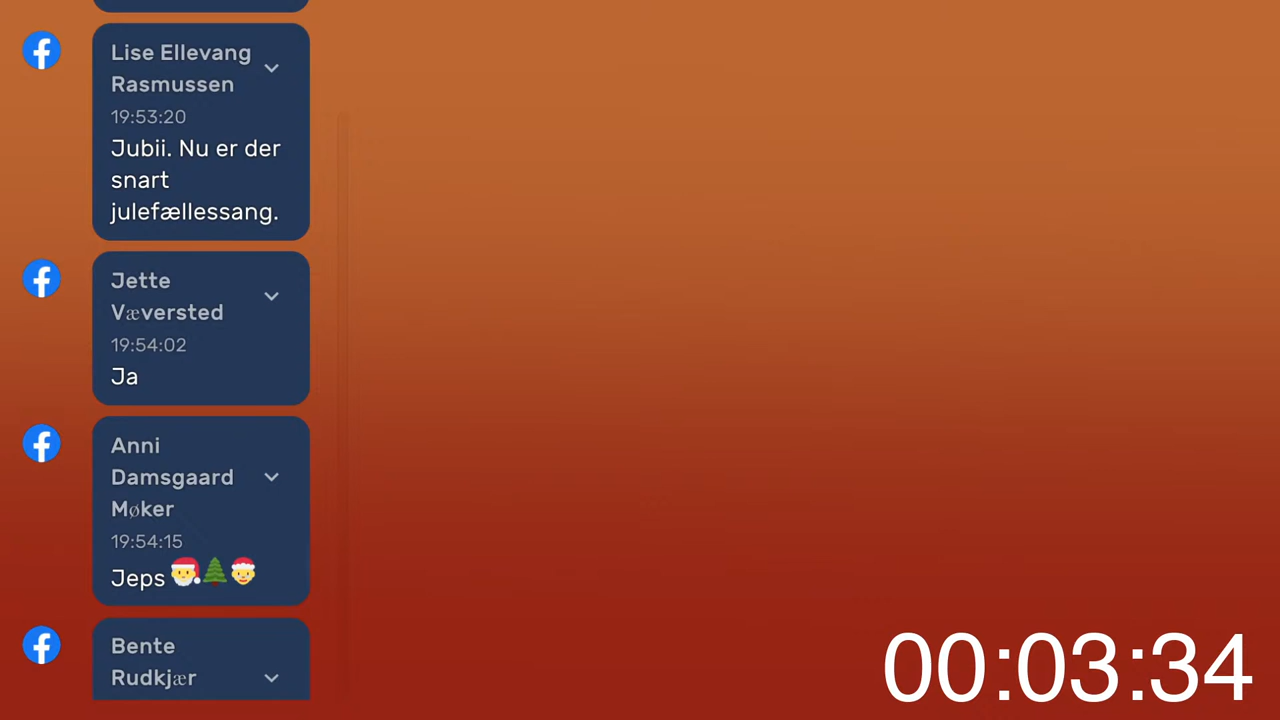 Lise Ellevang
Rasmussen
19:53:20
Jubii. Nu er der
snart
julefællessang.
Jette
Væversted
19:54:02
Ja
Anni
Damsgaard
Møker
19:54:15
Jeps 🎅🌲🤶
Bente
Rudkjær
00:03:34